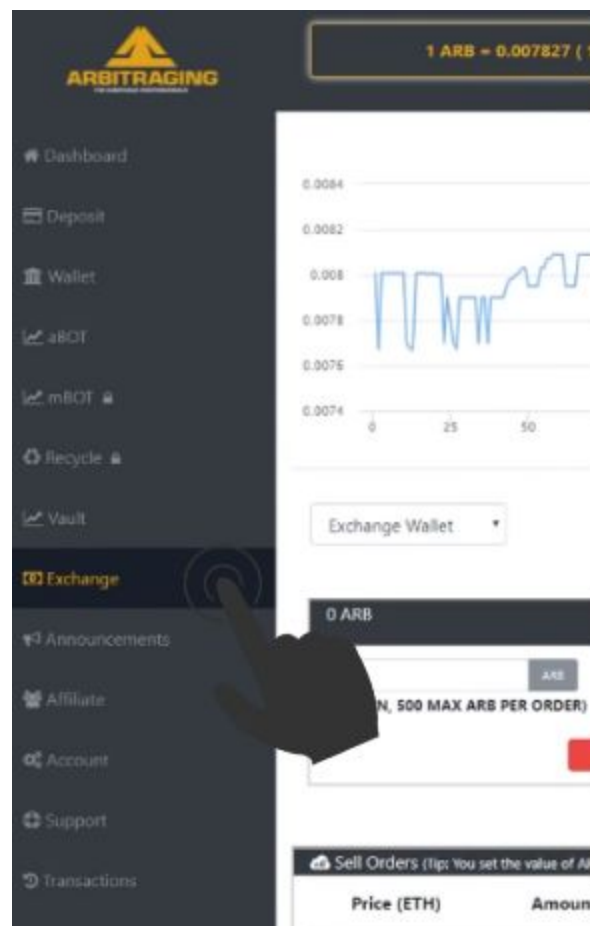 ARBITRAGING
1 ARB = 0.007827 (
Dashboard
Deposit
Wallet
aBOT
mBOT
Recycle
Vault
Exchange
Announcements
Affiliate
Account
Support
Transactions
0.0084
0.0082
0.008
0.0078
0.0076
0.0074
0 25 50
Exchange Wallet
0 ARB
ARB
N, 500 MAX ARB PER ORDER)
Sell Orders (Tip: You set the value of
Price (ETH) Amoun